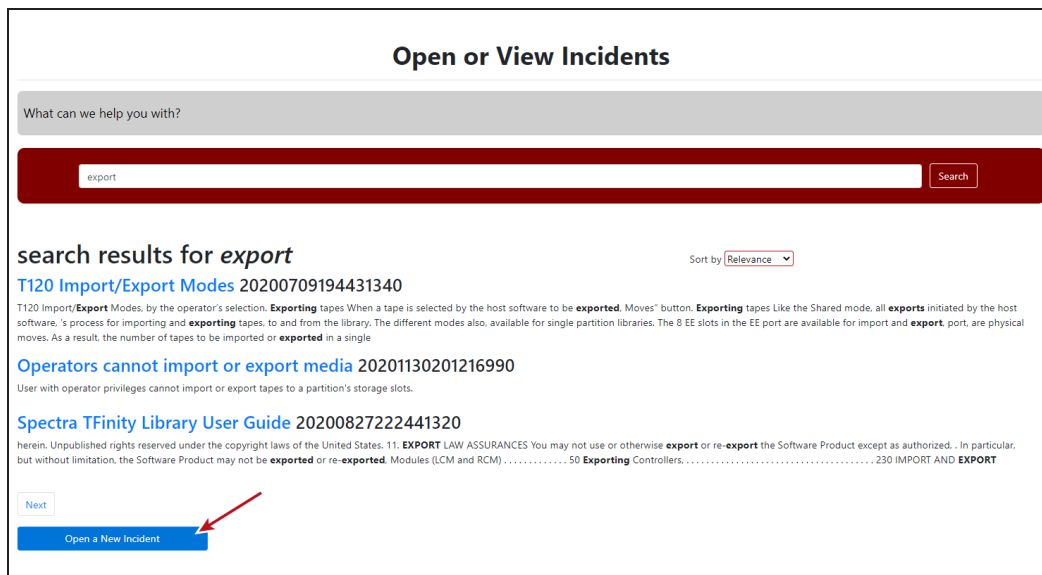 Open or View Incidents
What can we help you with?
export
Search
search results for export
Sort by Relevance
T120 Import/Export Modes 20200709194431340
T120 Import/Export Modes, by the operator's selection. Exporting tapes When a tape is selected by the host software to be exported, Moves” button. Exporting tapes Like the Shared mode, all exports initiated by the host
software, 's process for importing and exporting tapes, to and from the library. The different modes also, available for single partition libraries. The 8 EE slots in the EE port are available for import and export, port, are physical
moves. As a result, the number of tapes to be imported or exported in a single
Operators cannot import or export media 20201130201216990
User with operator privileges cannot import or export tapes to a partition's storage slots.
Spectra TFinity Library User Guide 20200827222441320
herein. Unpublished rights reserved under the copyright laws of the United States. 11. EXPORT LAW ASSURANCES You may not use or otherwise export or re-export the Software Product except as authorized, . In particular,
but without limitation, the Software Product may not be exported or re-exported, Modules (LCM and RCM) . . . . . . . . . . . . . 50 Exporting Controllers, . . . . . . . . . . . . . . . . . . . . . . . . . . . . . . . . . . . . . 230 IMPORT AND EXPORT
Next
Open a New Incident